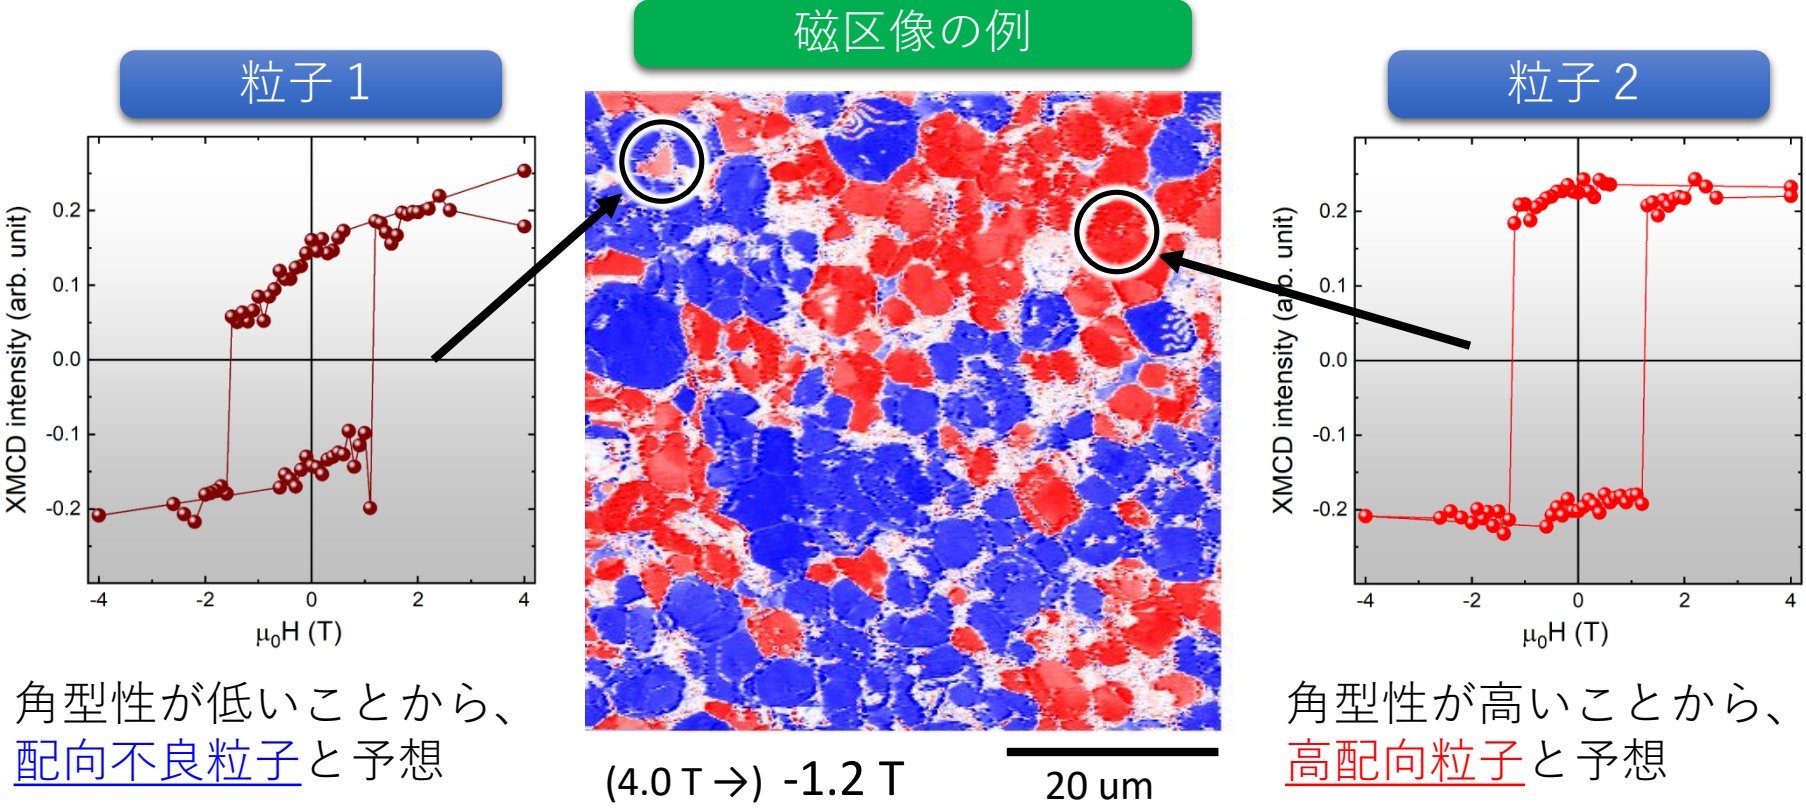 磁区像の例
粒子1
粒子2
XMCD intensity (arb. unit)
0.2
0.1
0.0
-0.1
-0.2
-4
-2
0
2
4
μ0H (T)
XMCD intensity (arb. unit)
0.2
0.1
0.0
-0.1
-0.2
-4
-2
0
2
4
μ0H (T)
角型性が低いことから、
配向不良粒子と予想
(4.0 T →) -1.2 T
20 um
角型性が高いことから、
高配向粒子と予想